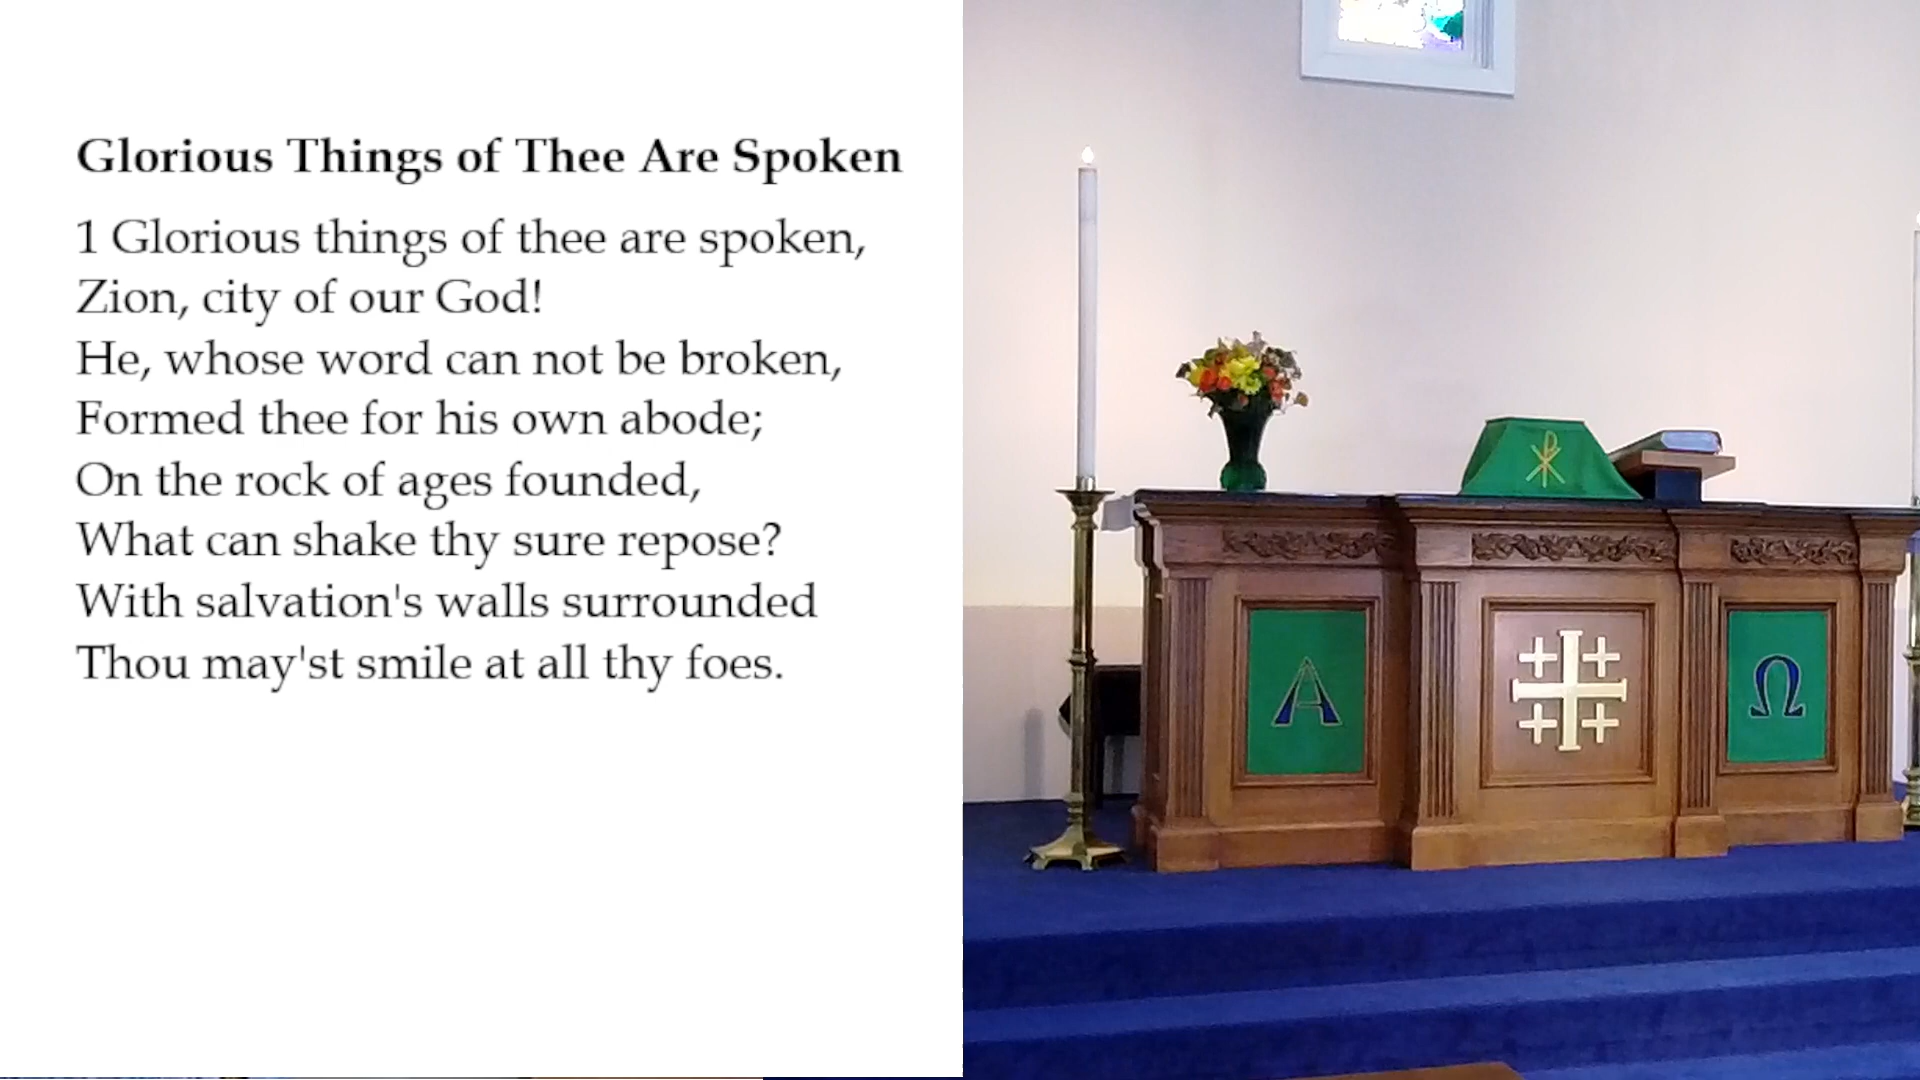 Glorious Things of Thee Are Spoken
1 Glorious things of thee are spoken,
Zion, city of our God!
He, whose word can not be broken,
Formed thee for his own abode;
On the rock of ages founded,
What can shake thy sure repose?
With salvation's walls surrounded
Thou may'st smile at all thy foes.
Α
Ω